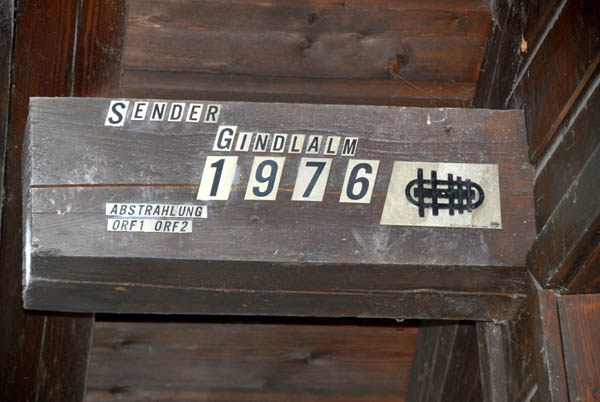 SENDER
GINDLALM
1976
ABSTRAHLUNG
ORF1 ORF2